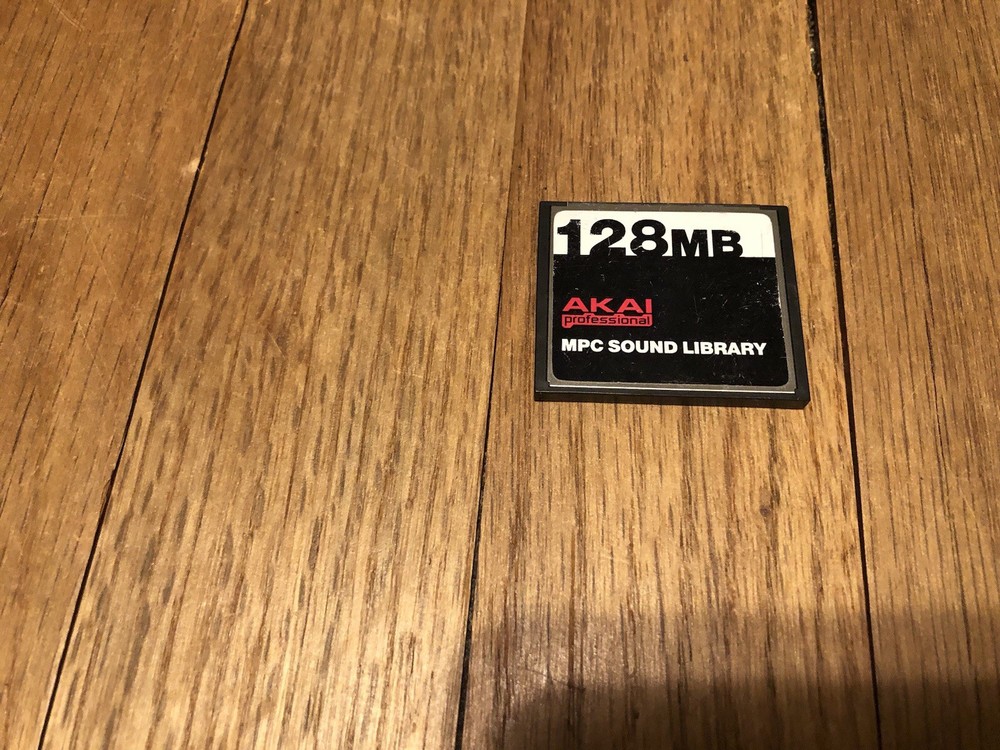 128MB
AKAI
professional
MPC SOUND LIBRARY